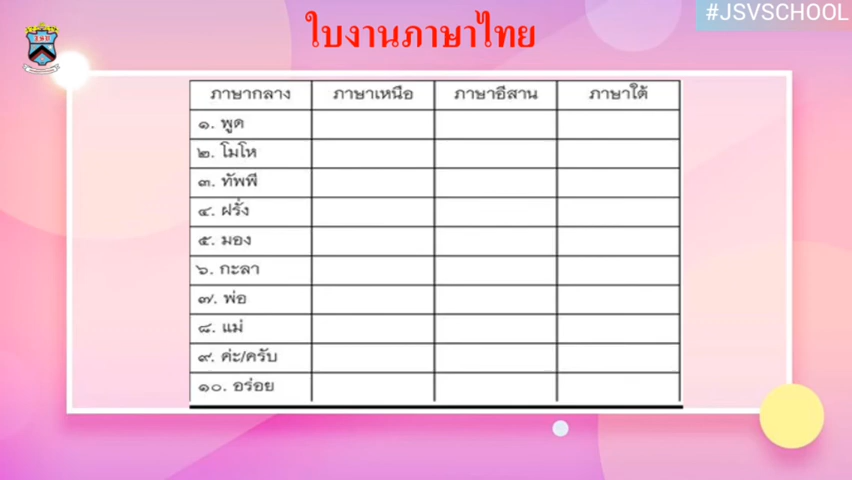 #JSVSCHOOL
ใบงานภาษาไทย
ภาษากลาง ภาษาเหนือ ภาษาอีสาน ภาษาใต้
๑. พูด
๒. โมโห
๓. ทัพพี
๔. ฝรั่ง
๕. มอง
๖. กะลา
๗. พ่อ
๘. แม่
๙. ค่ะ/ครับ
๑๐. อร่อย